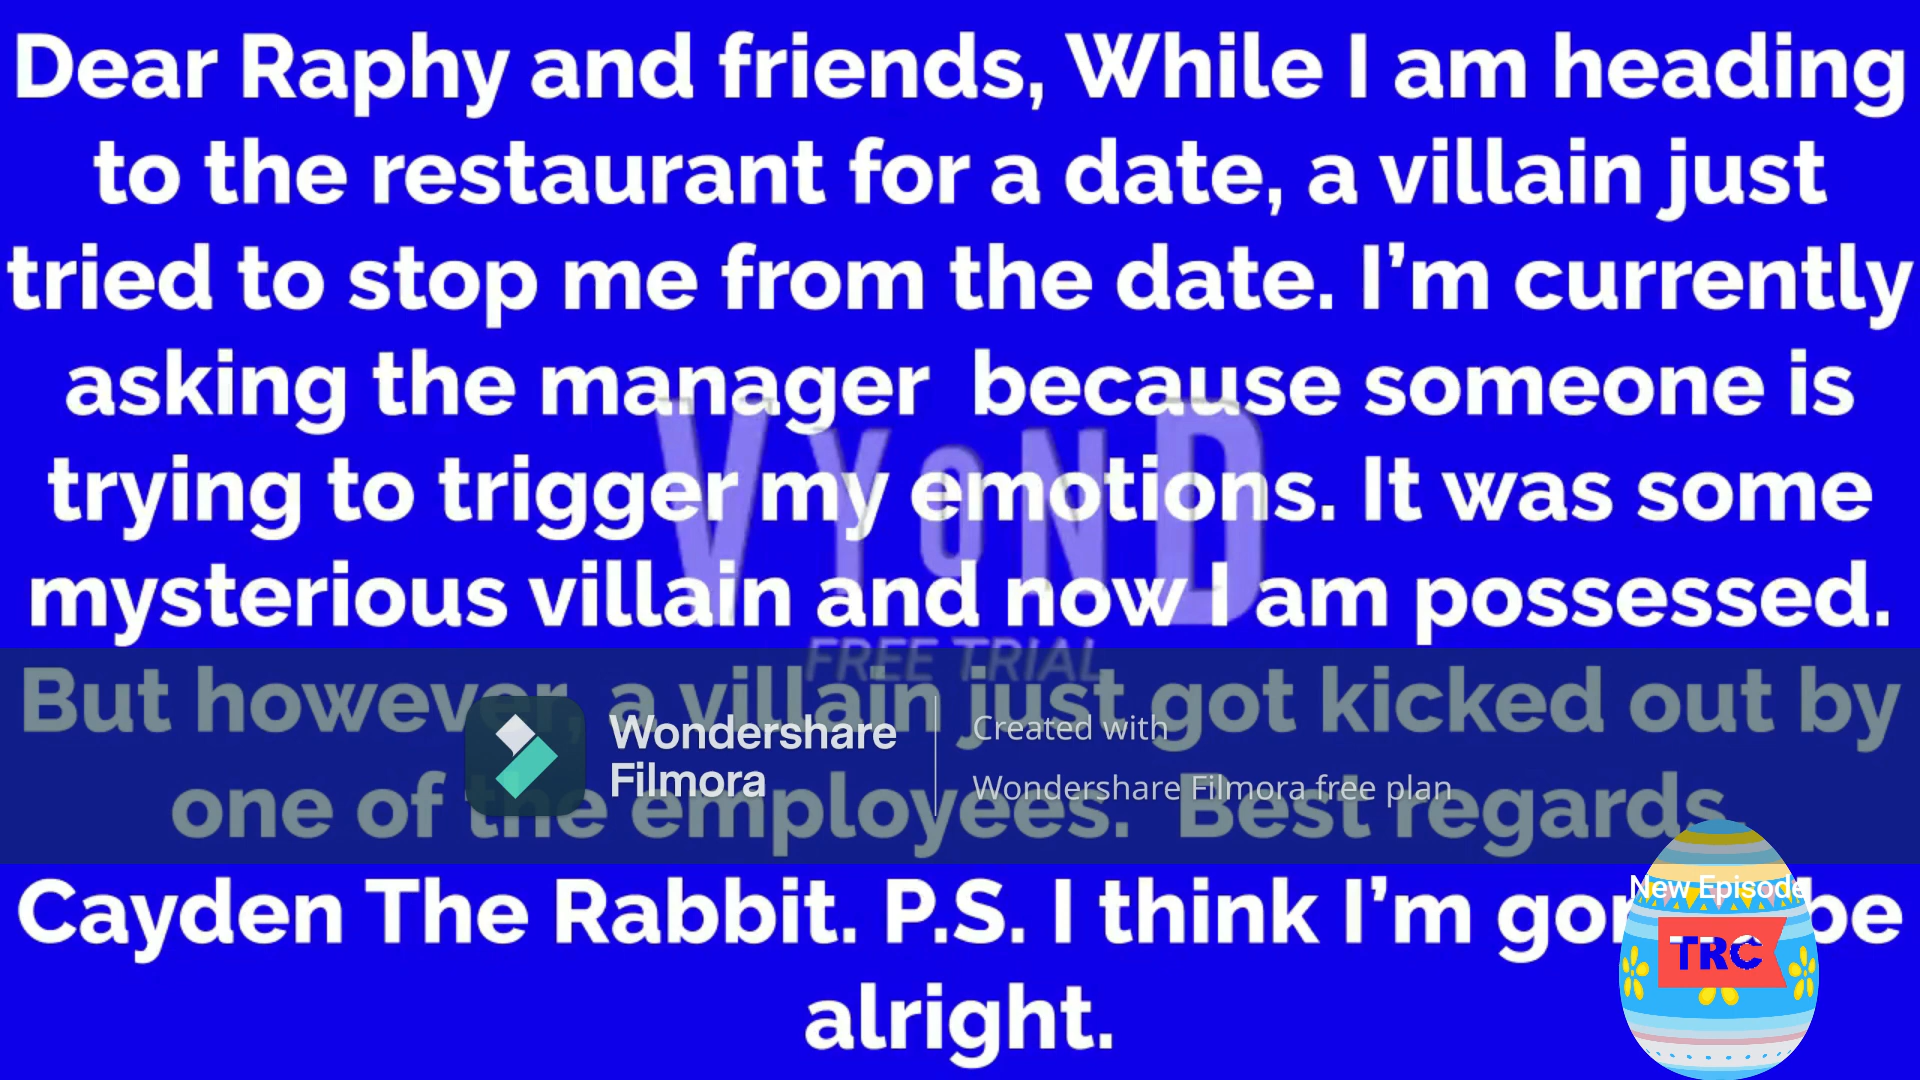 Dear Raphy and friends, While I am heading
to the restaurant for a date, a villain just
tried to stop me from the date. I’m currently
asking the manager  because someone is
trying to trigger my emotions. It was some
mysterious villain and now I am possessed.
But however, a villain just got kicked out by
one of the employees.  Best regards,
Cayden The Rabbit. P.S. I think I’m gon be
alright.
VYOND
FREE TRIAL
Wondershare
Filmora
Created with
Wondershare Filmora free plan
New Episode
TRC